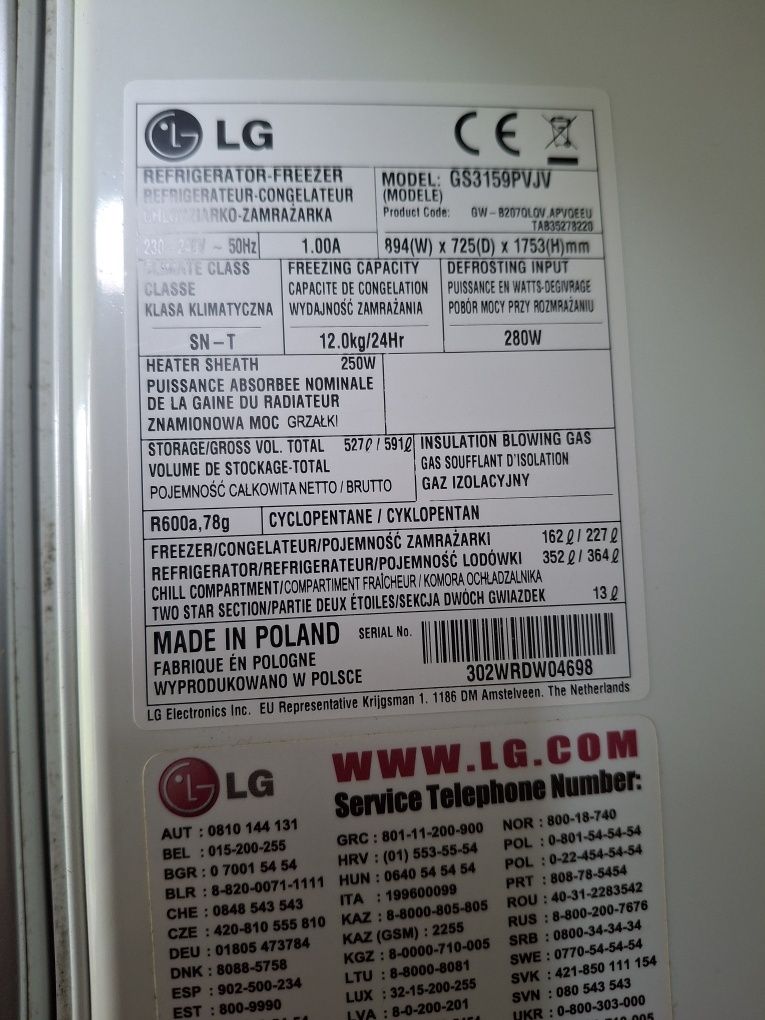 LG CE
REFRIGERATOR-FREEZER
REFRIGERATEUR-CONGELATEUR
CHŁODZIARKO-ZAMRAŻARKA
MODEL: GS3159PVJV
(MODELE)
Product Code: GW-B207QLQV.APVQEEU
TAB35278220
~ 50Hz 1.00A 894(W) x 725(D) x 1753(H)mm
CLIMATE CLASS
CLASSE
KLASA KLIMATYCZNA
SN-T
FREEZING CAPACITY
CAPACITE DE CONGELATION
WYDAJNOŚĆ ZAMRAŻANIA
12.0kg/24Hr
DEFROSTING INPUT
PUISSANCE EN WATTS-DEGIVRAGE
POBÓR MOCY PRZY ROZMRAŻANIU
280W
HEATER SHEATH 250W
PUISSANCE ABSORBEE NOMINALE
DE LA GAINE DU RADIATEUR
ZNAMIONOWA MOC GRZAŁKI
STORAGE/GROSS VOL. TOTAL 527ℓ / 591ℓ
VOLUME DE STOCKAGE-TOTAL
POJEMNOŚĆ CAŁKOWITA NETTO / BRUTTO
INSULATION BLOWING GAS
GAS SOUFFLANT D'ISOLATION
GAZ IZOLACYJNY
R600a,78g CYCLOPENTANE / CYKLOPENTAN
FREEZER/CONGELATEUR/POJEMNOŚĆ ZAMRAŻARKI 162ℓ / 227ℓ
REFRIGERATOR/REFRIGERATEUR/POJEMNOŚĆ LODÓWKI 352ℓ / 364ℓ
CHILL COMPARTMENT/COMPARTIMENT FRAÎCHEUR / KOMORA OCHŁADZALNIKA
TWO STAR SECTION/PARTIE DEUX ÉTOILES/SEKCJA DWÓCH GWIAZDEK 13ℓ
MADE IN POLAND
FABRIQUE ÉN POLOGNE
WYPRODUKOWANO W POLSCE
SERIAL No.
302WRDW04698
LG Electronics Inc. EU Representative Krijgsman 1. 1186 DM Amstelveen. The Netherlands
LG
WWW.LG.COM
Service Telephone Number:
AUT : 0810 144 131
BEL : 015-200-255
BGR : 0 7001 54 54
BLR : 8-820-0071-1111
CHE : 0848 543 543
CZE : 420-810 555 810
DEU : 01805 473784
DNK : 8088-5758
ESP : 902-500-234
EST : 800-9990
GRC : 801-11-200-900
HRV : (01) 553-55-54
HUN : 0640 54 54 54
ITA : 199600099
KAZ : 8-8000-805-805
KAZ (GSM) : 2255
KGZ : 8-0000-710-005
LTU : 8-8000-8081
LUX : 32-15-200-255
LVA : 8-0-200-201
NOR : 800-18-740
POL : 0-801-54-54-54
POL : 0-22-454-54-54
PRT : 808-78-5454
ROU : 40-31-2283542
RUS : 8-800-200-7676
SRB : 0800-34-34-34
SWE : 0770-54-54-54
SVK : 421-850 111 154
SVN : 080 543 543
UKR : 0-800-303-000